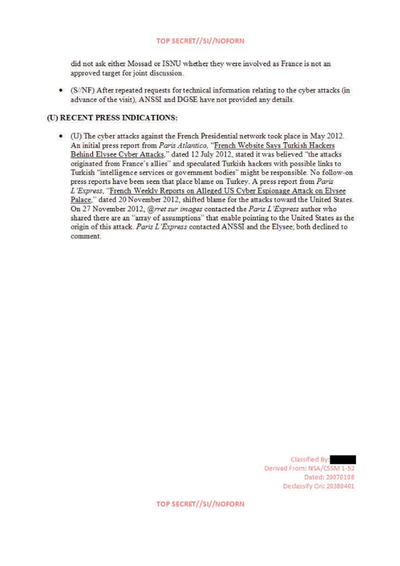 TOP SECRET//SI//NOFORN
did not ask either Mossad or ISNU whether they were involved as France is not an
approved target for joint discussion.
• (S//NF) After repeated requests for technical information relating to the cyber attacks (in
advance of the visit), ANSSI and DGSE have not provided any details.
(U) RECENT PRESS INDICATIONS:
• (U) The cyber attacks against the French Presidential network took place in May 2012.
An initial press report from Paris Atlantico, “French Website Says Turkish Hackers
Behind Elysee Cyber Attacks,” dated 12 July 2012, stated it was believed “the attacks
originated from France’s allies” and speculated Turkish hackers with possible links to
Turkish “intelligence services or government bodies” might be responsible. No follow-on
press reports have been seen that place blame on Turkey. A press report from Paris
L’Express, “French Weekly Reports on Alleged US Cyber Espionage Attack on Elysee
Palace,” dated 20 November 2012, shifted blame for the attacks toward the United States.
On 27 November 2012, @rret sur images contacted the Paris L’Express author who
shared there are an “array of assumptions” that enable pointing to the United States as the
origin of this attack. Paris L’Express contacted ANSSI and the Elysee; both declined to
comment.
Classified By:
Derived From: NSA/CSSM 1-52
Dated: 20070108
Declassify On: 20380401
TOP SECRET//SI//NOFORN